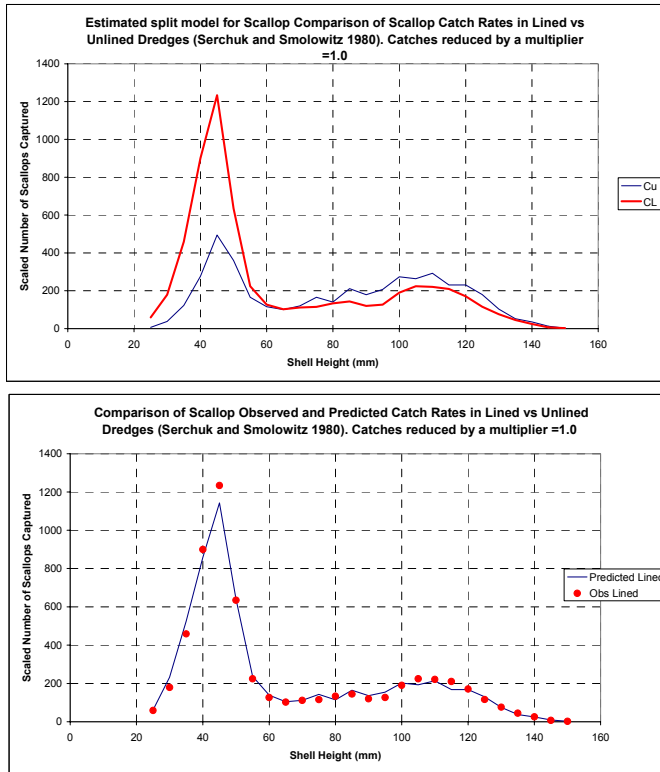 Estimated split model for Scallop Comparison of Scallop Catch Rates in Lined vs
Unlined Dredges (Serchuk and Smolowitz 1980). Catches reduced by a multiplier
=1.0
1400
1200
1000
800
600
400
200
0
Scaled Number of Scallops Captured
0 20 40 60 80 100 120 140 160
Shell Height (mm)
Cu
CL
Comparison of Scallop Observed and Predicted Catch Rates in Lined vs Unlined
Dredges (Serchuk and Smolowitz 1980). Catches reduced by a multiplier =1.0
1400
1200
1000
800
600
400
200
0
Scaled Number of Scallops Captured
0 20 40 60 80 100 120 140 160
Shell Height (mm)
Predicted Lined
Obs Lined